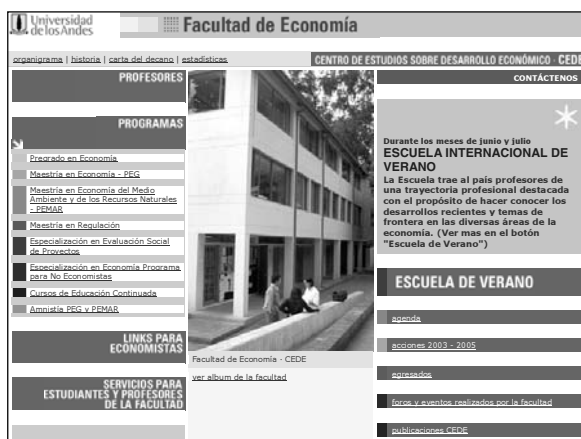 Universidad
de los Andes
Facultad de Economía
organigrama | historia | carta del decano | estadísticas
CENTRO DE ESTUDIOS SOBRE DESARROLLO ECONÓMICO · CEDE
PROFESORES
PROGRAMAS
Pregrado en Economía
Maestría en Economía - PEG
Maestría en Economía del Medio
Ambiente y de los Recursos Naturales
- PEMAR
Maestría en Regulación
Especialización en Evaluación Social
de Proyectos
Especialización en Economía Programa
para No Economistas
Cursos de Educación Continuada
Amnistía PEG y PEMAR
LINKS PARA
ECONOMISTAS
SERVICIOS PARA
ESTUDIANTES Y PROFESORES
DE LA FACULTAD
Facultad de Economía - CEDE
ver album de la facultad
CONTÁCTENOS
Durante los meses de junio y julio
ESCUELA INTERNACIONAL DE
VERANO
La Escuela trae al país profesores de
una trayectoria profesional destacada
con el propósito de hacer conocer los
desarrollos recientes y temas de
frontera en las diversas áreas de la
economía. (Ver mas en el botón
"Escuela de Verano")
ESCUELA DE VERANO
agenda
acciones 2003 - 2005
egresados
foros y eventos realizados por la facultad
publicaciones CEDE